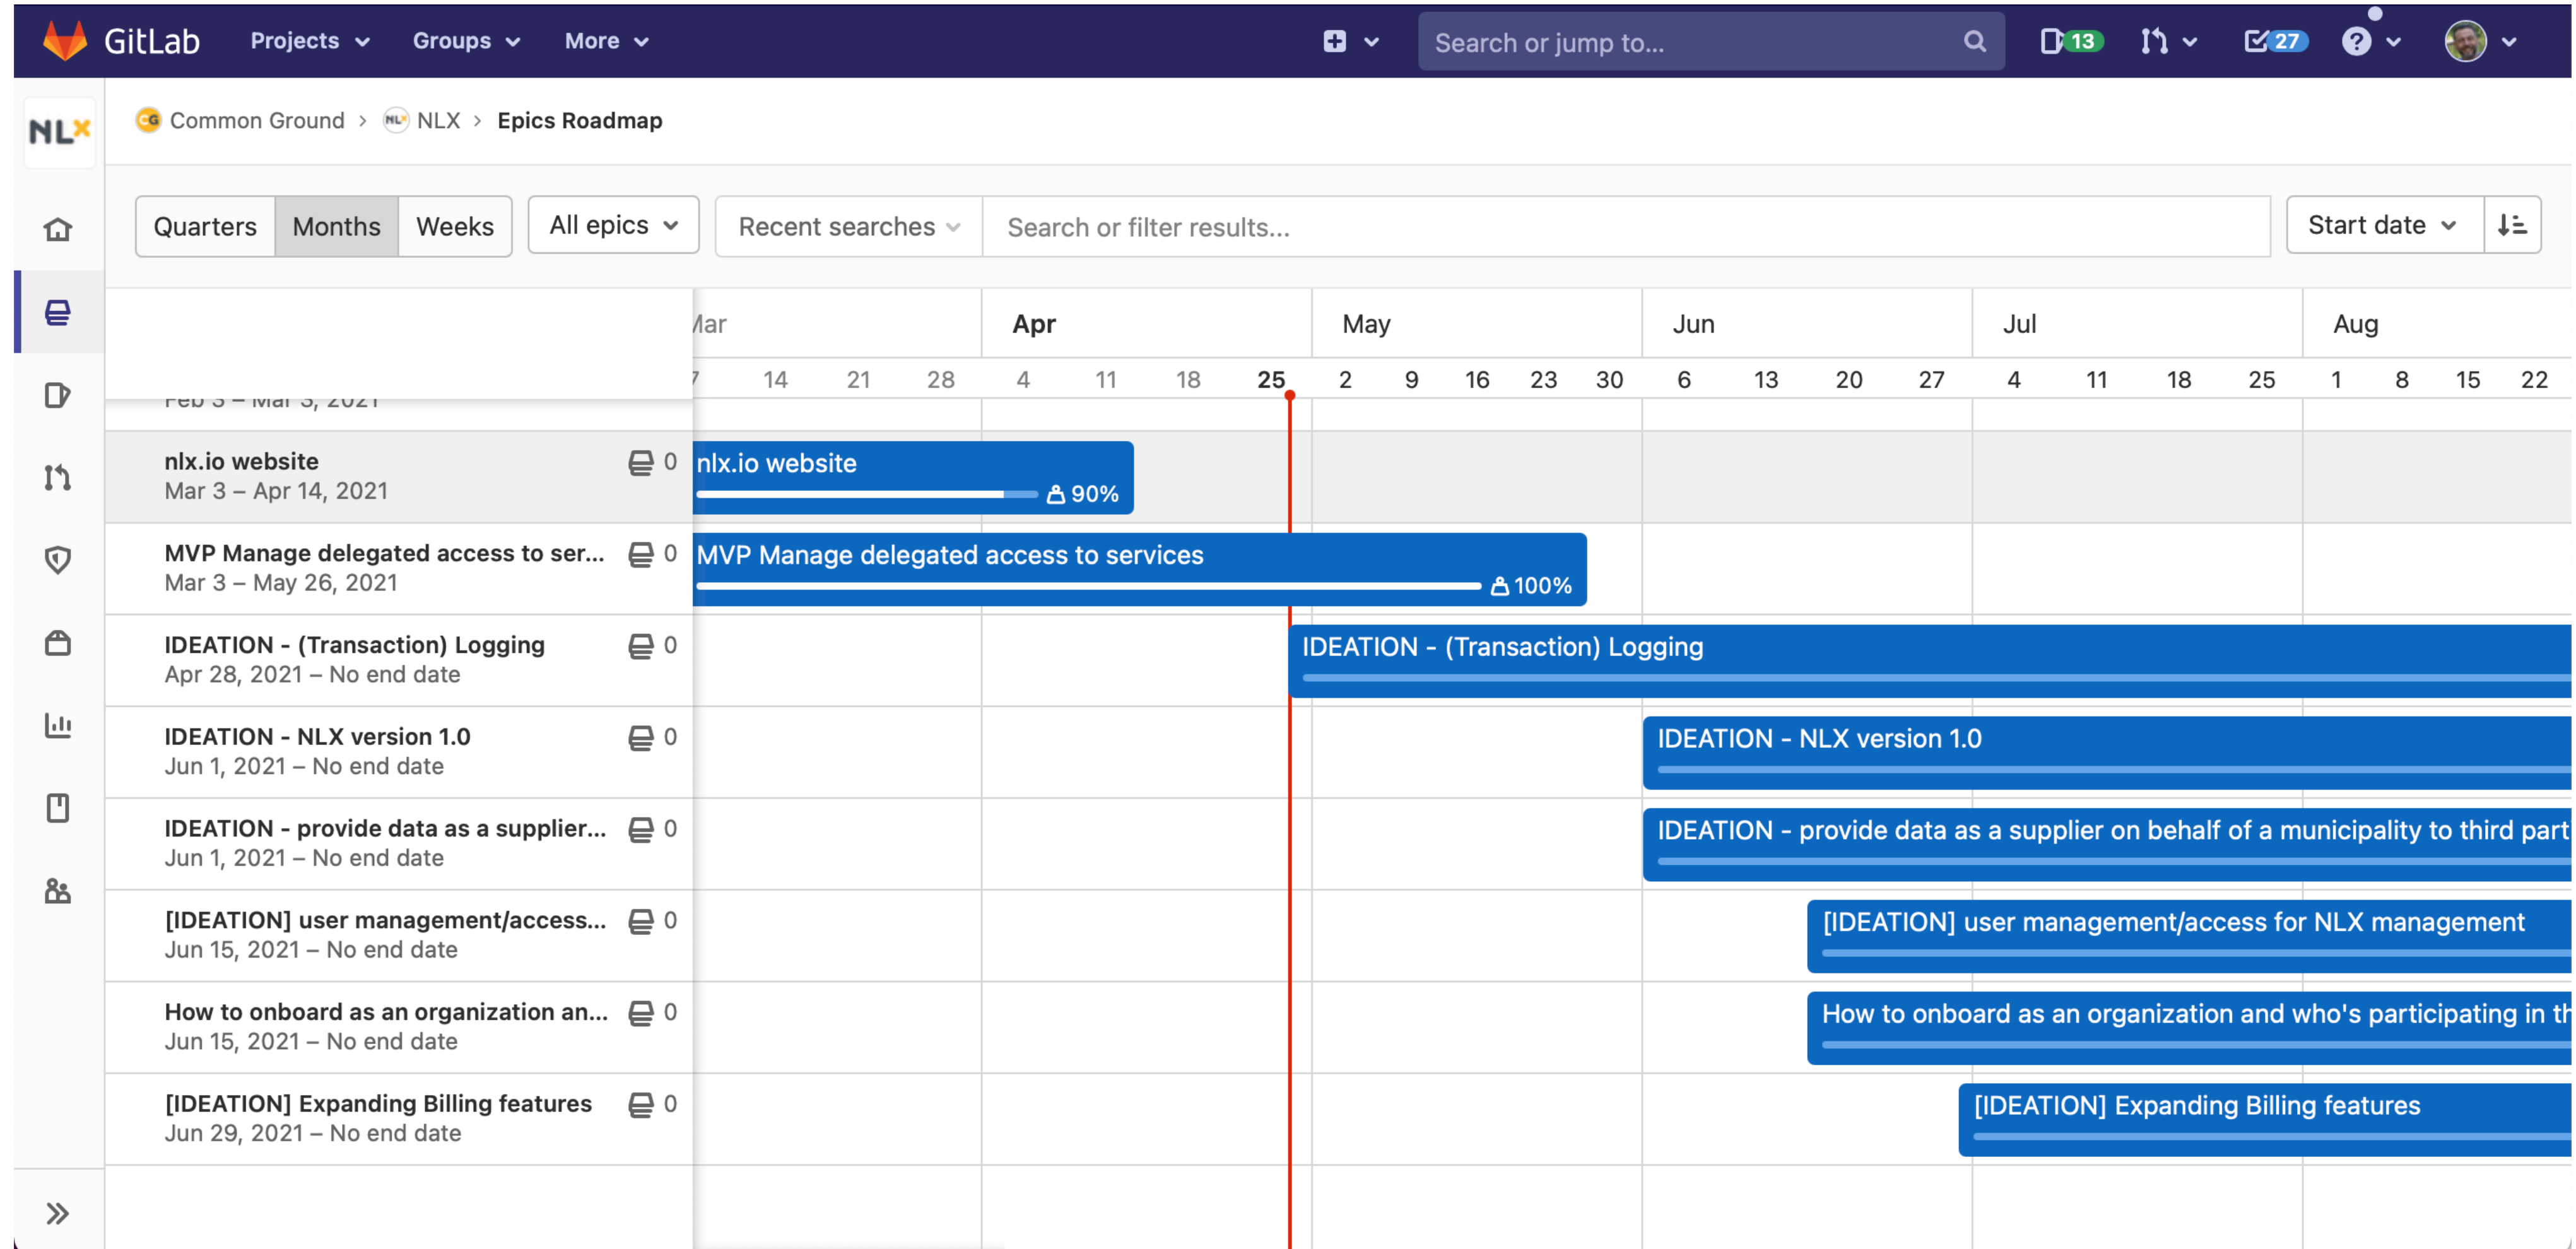 GitLab Projects Groups More Search or jump to... 13 27
NLX Common Ground > NLX > Epics Roadmap
Quarters Months Weeks All epics Recent searches Search or filter results... Start date
Mar Apr May Jun Jul Aug
7 14 21 28 4 11 18 25 2 9 16 23 30 6 13 20 27 4 11 18 25 1 8 15 22
Feb 3 – Mar 3, 2021
nlx.io website 0 nlx.io website
Mar 3 – Apr 14, 2021 90%
MVP Manage delegated access to ser... 0 MVP Manage delegated access to services
Mar 3 – May 26, 2021 100%
IDEATION - (Transaction) Logging 0 IDEATION - (Transaction) Logging
Apr 28, 2021 – No end date
IDEATION - NLX version 1.0 0 IDEATION - NLX version 1.0
Jun 1, 2021 – No end date
IDEATION - provide data as a supplier... 0 IDEATION - provide data as a supplier on behalf of a municipality to third part
Jun 1, 2021 – No end date
[IDEATION] user management/access... 0 [IDEATION] user management/access for NLX management
Jun 15, 2021 – No end date
How to onboard as an organization an... 0 How to onboard as an organization and who's participating in th
Jun 15, 2021 – No end date
[IDEATION] Expanding Billing features 0 [IDEATION] Expanding Billing features
Jun 29, 2021 – No end date